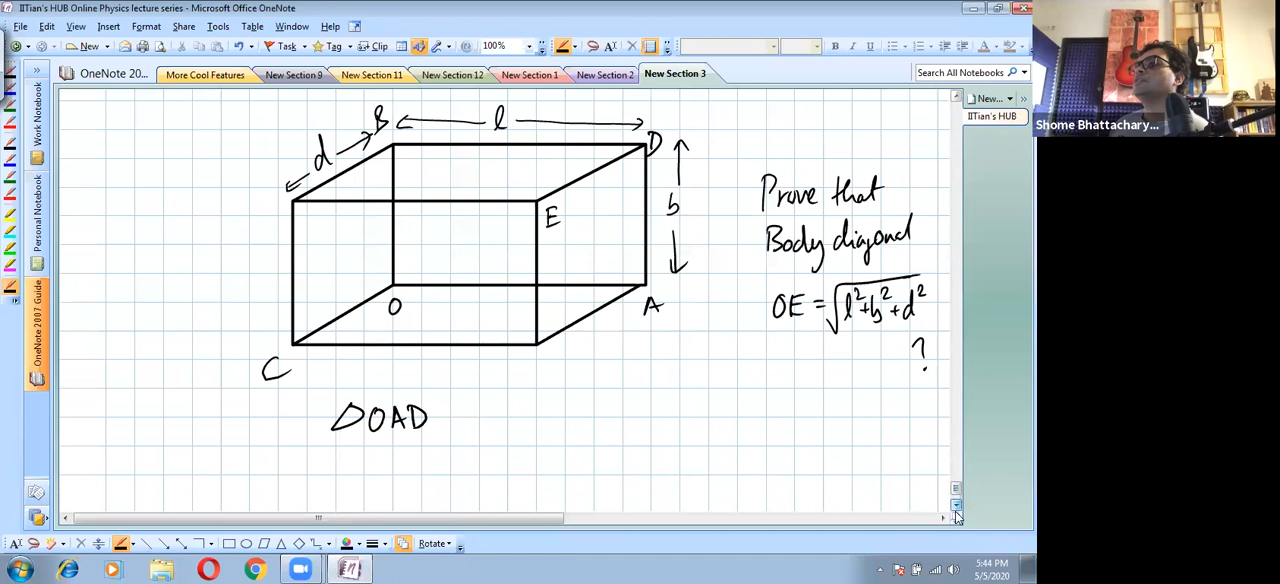 IITian's HUB Online Physics lecture series - Microsoft Office OneNote
File Edit View Insert Format Share Tools Table Window Help
New Task Tag Clip 100% B I U
OneNote 20... More Cool Features New Section 9 New Section 11 New Section 12 New Section 1 New Section 2 New Section 3 Search All Notebooks
New...
IITian's HUB
Work Notebook
Personal Notebook
OneNote 2007 Guide
Shome Bhattachary...
B l
d D
b
E
O A
C
Prove that
Body diagonal
OE = √l²+b²+d²
?
△OAD
Rotate
5:44 PM
5/5/2020